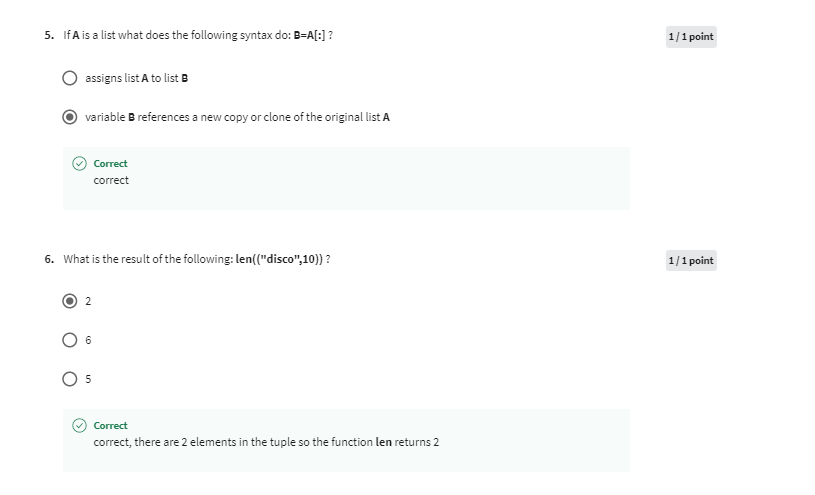 5. If A is a list what does the following syntax do: B=A[:] ?
1 / 1 point
assigns list A to list B
variable B references a new copy or clone of the original list A
Correct
correct
6. What is the result of the following: len(("disco",10)) ?
1 / 1 point
2
6
5
Correct
correct, there are 2 elements in the tuple so the function len returns 2